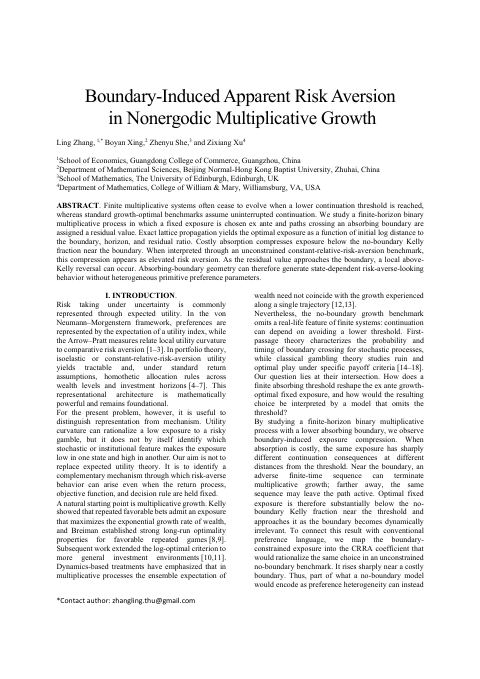 Boundary-Induced Apparent Risk Aversion
in Nonergodic Multiplicative Growth
Ling Zhang, 1,* Boyan Xing,2 Zhenyu She,3 and Zixiang Xu4
1School of Economics, Guangdong College of Commerce, Guangzhou, China
2Department of Mathematical Sciences, Beijing Normal-Hong Kong Baptist University, Zhuhai, China
3School of Mathematics, The University of Edinburgh, Edinburgh, UK
4Department of Mathematics, College of William & Mary, Williamsburg, VA, USA
ABSTRACT. Finite multiplicative systems often cease to evolve when a lower continuation threshold is reached,
whereas standard growth-optimal benchmarks assume uninterrupted continuation. We study a finite-horizon binary
multiplicative process in which a fixed exposure is chosen ex ante and paths crossing an absorbing boundary are
assigned a residual value. Exact lattice propagation yields the optimal exposure as a function of initial log distance to
the boundary, horizon, and residual ratio. Costly absorption compresses exposure below the no-boundary Kelly
fraction near the boundary. When interpreted through an unconstrained constant-relative-risk-aversion benchmark,
this compression appears as elevated risk aversion. As the residual value approaches the boundary, a local above-
Kelly reversal can occur. Absorbing-boundary geometry can therefore generate state-dependent risk-averse-looking
behavior without heterogeneous primitive preference parameters.
I. INTRODUCTION.
Risk taking under uncertainty is commonly
represented through expected utility. In the von
Neumann–Morgenstern framework, preferences are
represented by the expectation of a utility index, while
the Arrow–Pratt measures relate local utility curvature
to comparative risk aversion [1–3]. In portfolio theory,
isoelastic or constant-relative-risk-aversion utility
yields tractable and, under standard return
assumptions, homothetic allocation rules across
wealth levels and investment horizons [4–7]. This
representational architecture is mathematically
powerful and remains foundational.
For the present problem, however, it is useful to
distinguish representation from mechanism. Utility
curvature can rationalize a low exposure to a risky
gamble, but it does not by itself identify which
stochastic or institutional feature makes the exposure
low in one state and high in another. Our aim is not to
replace expected utility theory. It is to identify a
complementary mechanism through which risk-averse
behavior can arise even when the return process,
objective function, and decision rule are held fixed.
A natural starting point is multiplicative growth. Kelly
showed that repeated favorable bets admit an exposure
that maximizes the exponential growth rate of wealth,
and Breiman established strong long-run optimality
properties for favorable repeated games [8,9].
Subsequent work extended the log-optimal criterion to
more general investment environments [10,11].
Dynamics-based treatments have emphasized that in
multiplicative processes the ensemble expectation of
wealth need not coincide with the growth experienced
along a single trajectory [12,13].
Nevertheless, the no-boundary growth benchmark
omits a real-life feature of finite systems: continuation
can depend on avoiding a lower threshold. First-
passage theory characterizes the probability and
timing of boundary crossing for stochastic processes,
while classical gambling theory studies ruin and
optimal play under specific payoff criteria [14–18].
Our question lies at their intersection. How does a
finite absorbing threshold reshape the ex ante growth-
optimal fixed exposure, and how would the resulting
choice be interpreted by a model that omits the
threshold?
By studying a finite-horizon binary multiplicative
process with a lower absorbing boundary, we observe
boundary-induced exposure compression. When
absorption is costly, the same exposure has sharply
different continuation consequences at different
distances from the threshold. Near the boundary, an
adverse finite-time sequence can terminate
multiplicative growth; farther away, the same
sequence may leave the path active. Optimal fixed
exposure is therefore substantially below the no-
boundary Kelly fraction near the threshold and
approaches it as the boundary becomes dynamically
irrelevant. To connect this result with conventional
preference language, we map the boundary-
constrained exposure into the CRRA coefficient that
would rationalize the same choice in an unconstrained
no-boundary benchmark. It rises sharply near a costly
boundary. Thus, part of what a no-boundary model
would encode as preference heterogeneity can instead
*Contact author: zhangling.thu@gmail.com